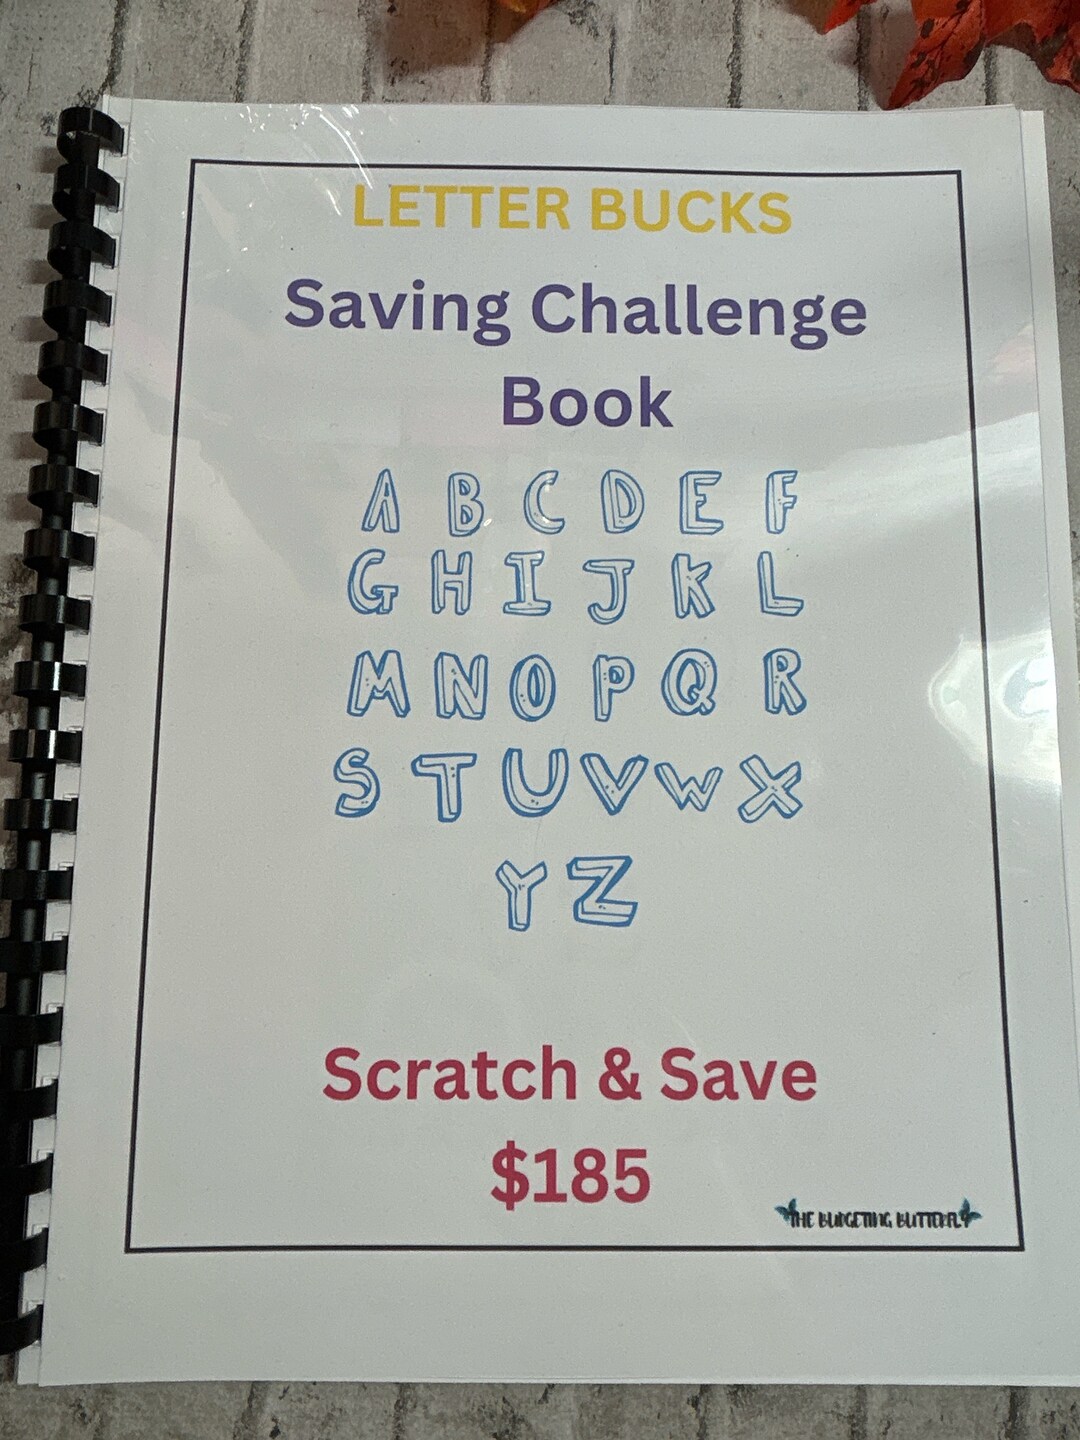 LETTER BUCKS
Saving Challenge
Book
A B C D E F
G H I J K L
M N O P Q R
S T U V W X
Y Z
Scratch & Save
$185
THE BUDGETING BUTTERFLY